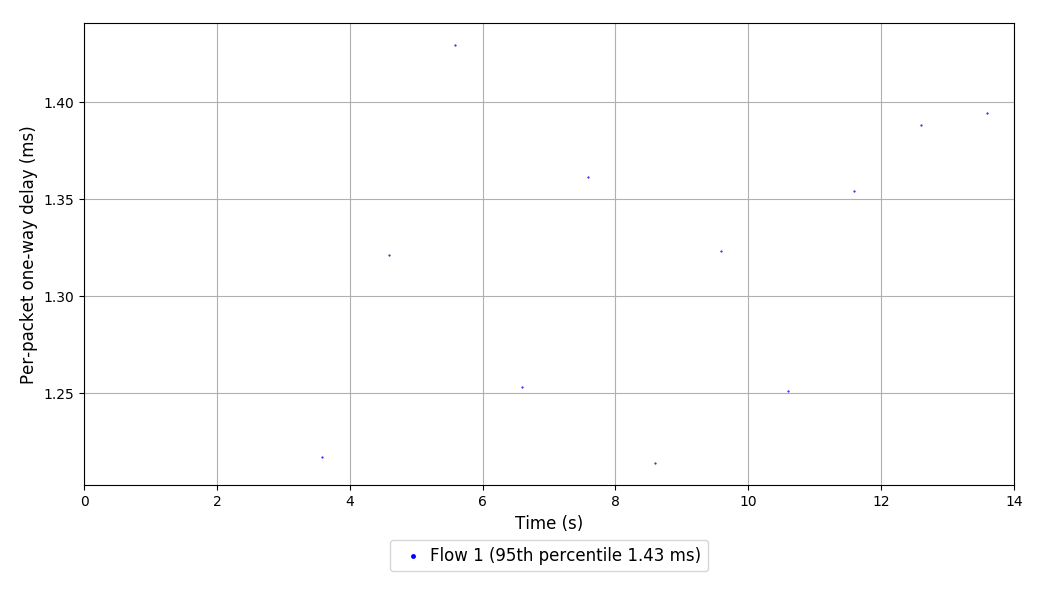 Per-packet one-way delay (ms)
1.40
1.35
1.30
1.25
0 2 4 6 8 10 12 14
Time (s)
Flow 1 (95th percentile 1.43 ms)